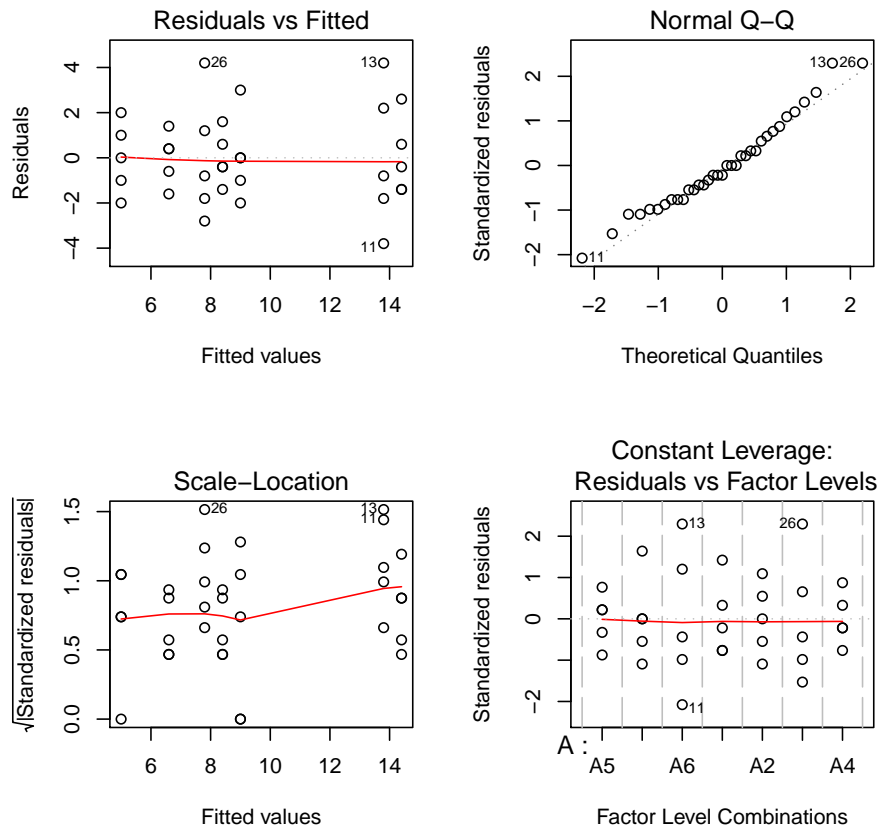 Residuals vs Fitted
Residuals
4
2
0
−2
−4
26
13
11
6 8 10 12 14
Fitted values
Normal Q−Q
Standardized residuals
2
1
0
−1
−2
13 26
11
−2 −1 0 1 2
Theoretical Quantiles
Scale−Location
√|Standardized residuals|
1.5
1.0
0.5
0.0
26
13
11
6 8 10 12 14
Fitted values
Constant Leverage:
Residuals vs Factor Levels
Standardized residuals
2
1
0
−2
13
26
11
A :
A5 A6 A2 A4
Factor Level Combinations